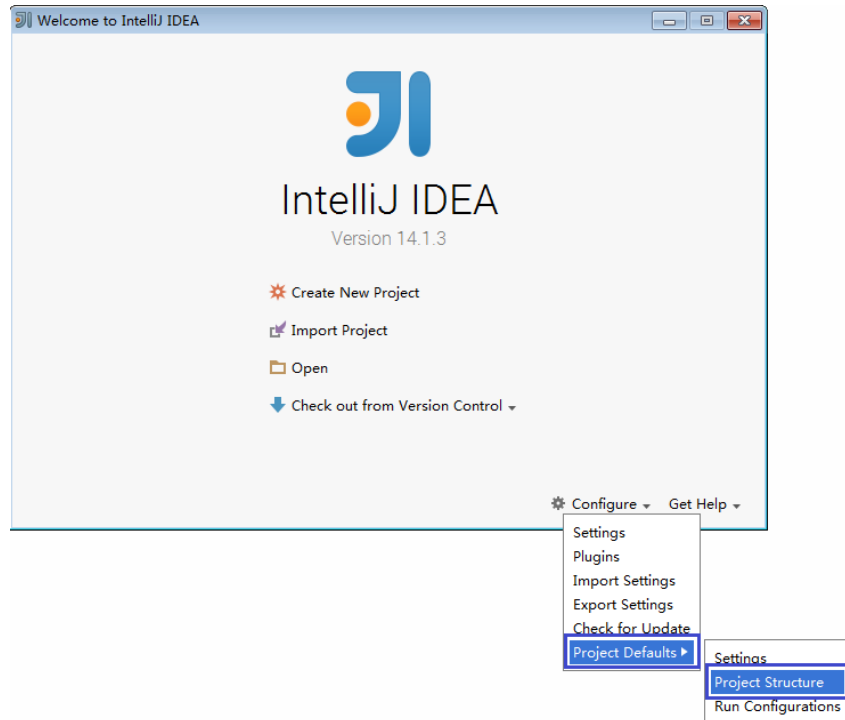 Welcome to IntelliJ IDEA
IntelliJ IDEA
Version 14.1.3
Create New Project
Import Project
Open
Check out from Version Control
Configure
Get Help
Settings
Plugins
Import Settings
Export Settings
Check for Update
Project Defaults
Settings
Project Structure
Run Configurations